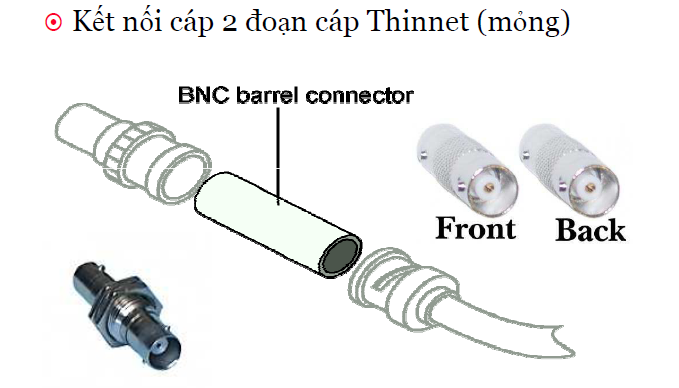 Kết nối cáp 2 đoạn cáp Thinnet (mỏng)
BNC barrel connector
Front
Back